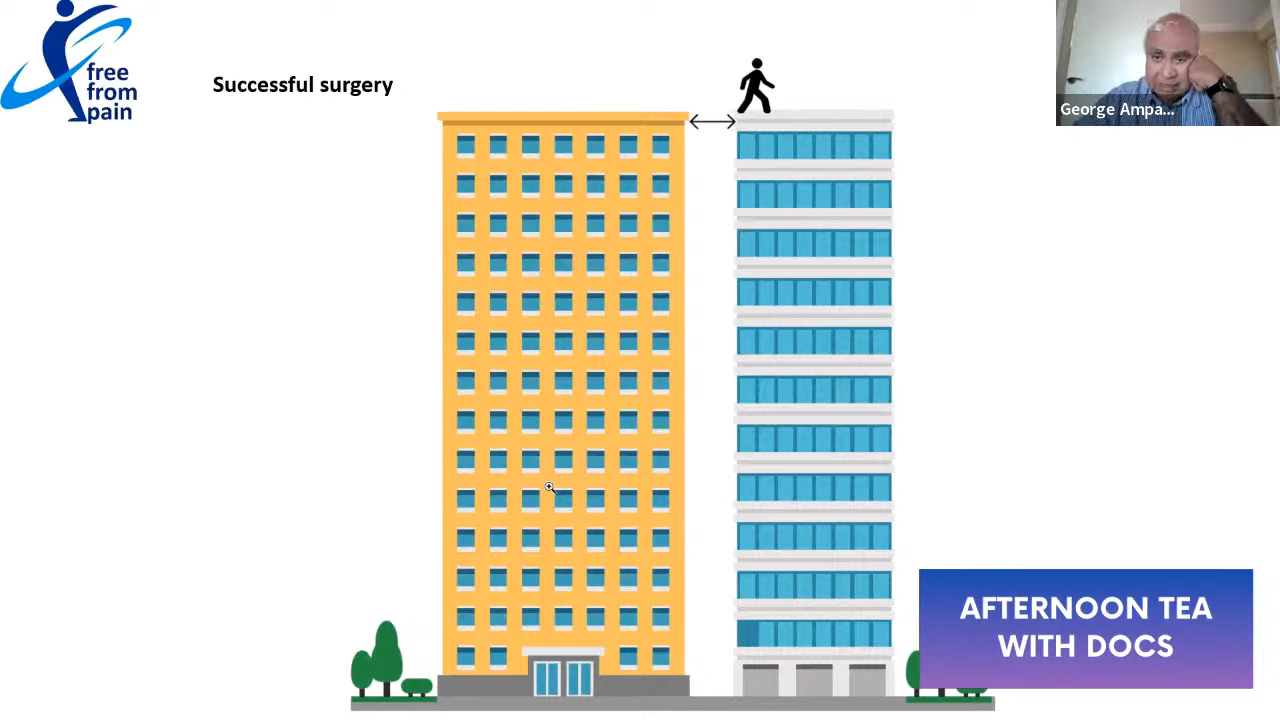 free
from
pain
Successful surgery
George Ampa...
AFTERNOON TEA
WITH DOCS